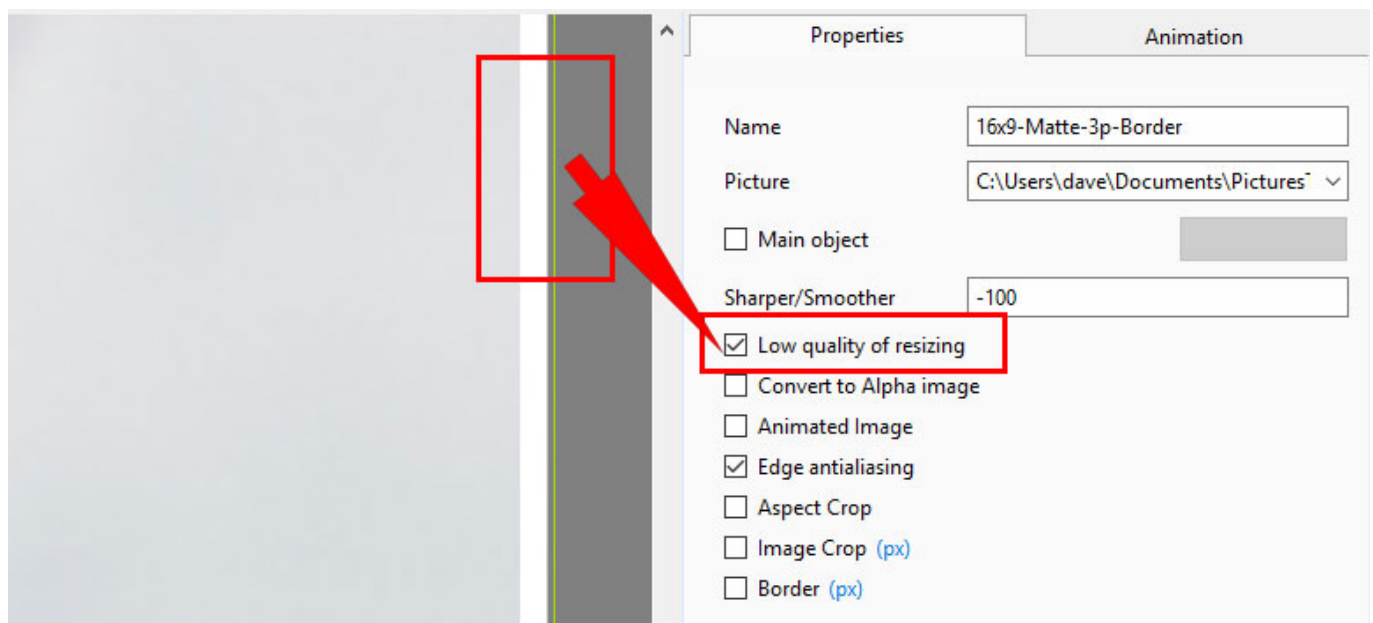 Properties
Animation
Name
16x9-Matte-3p-Border
Picture
C:\Users\dave\Documents\Pictures
Main object
Sharper/Smoother
-100
Low quality of resizing
Convert to Alpha image
Animated Image
Edge antialiasing
Aspect Crop
Image Crop (px)
Border (px)